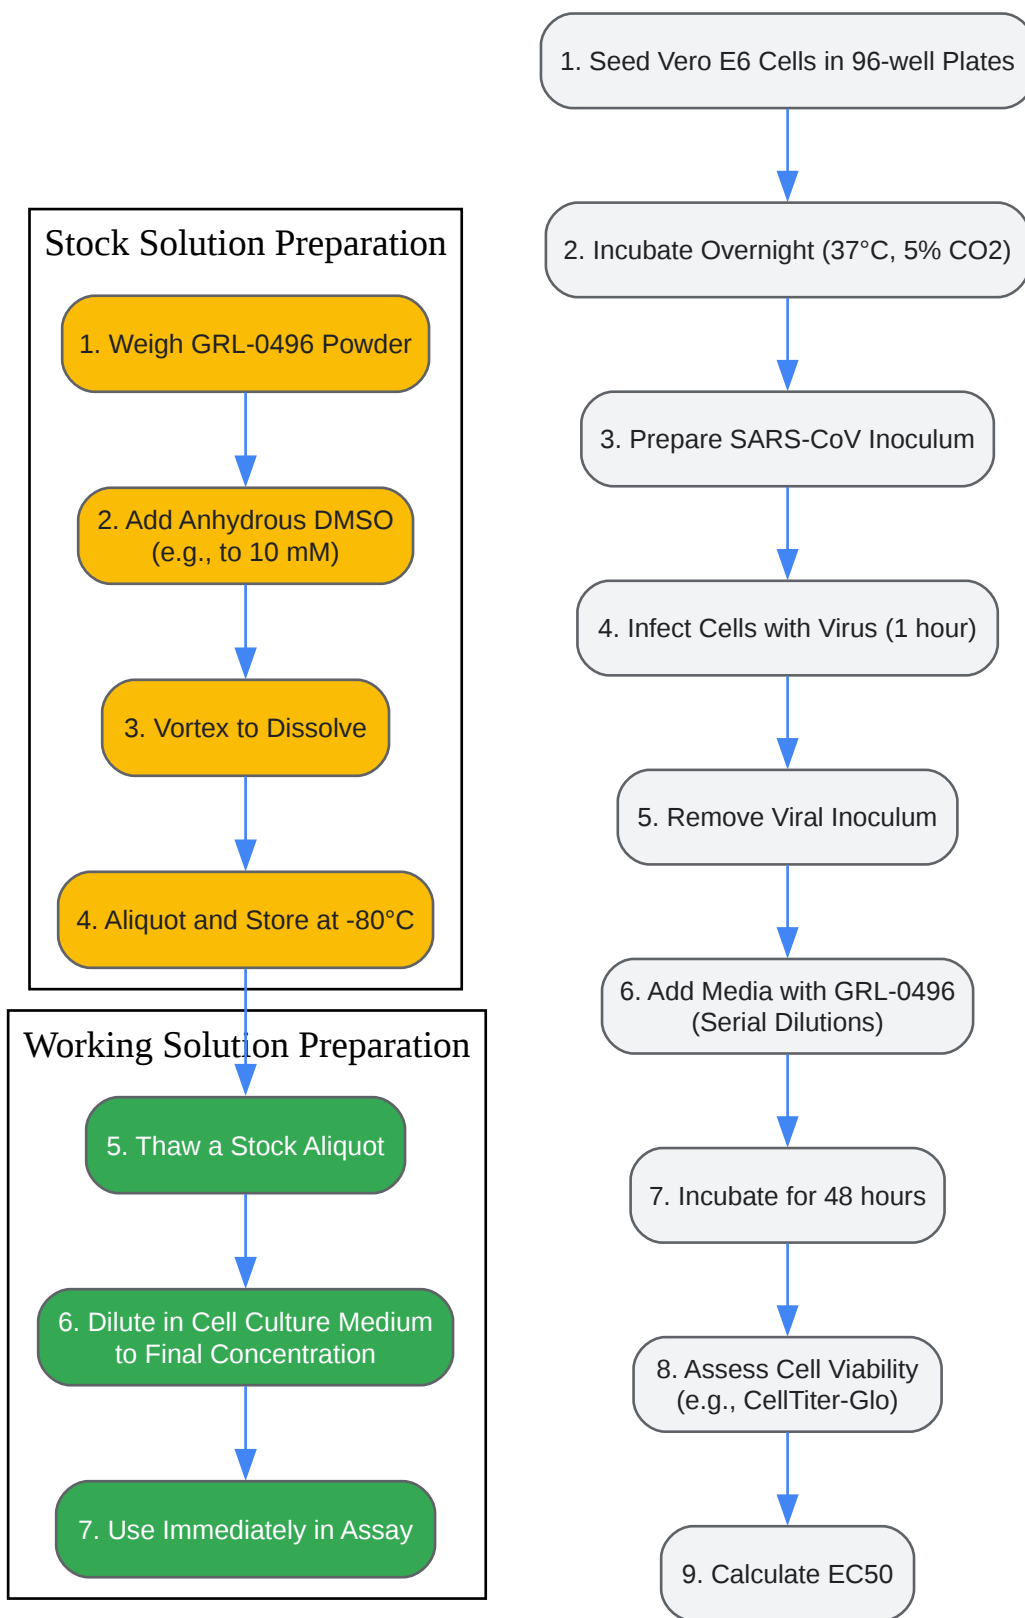 Stock Solution Preparation
1. Weigh GRL-0496 Powder
2. Add Anhydrous DMSO
(e.g., to 10 mM)
3. Vortex to Dissolve
4. Aliquot and Store at -80°C
Working Solution Preparation
5. Thaw a Stock Aliquot
6. Dilute in Cell Culture Medium
to Final Concentration
7. Use Immediately in Assay
1. Seed Vero E6 Cells in 96-well Plates
2. Incubate Overnight (37°C, 5% CO2)
3. Prepare SARS-CoV Inoculum
4. Infect Cells with Virus (1 hour)
5. Remove Viral Inoculum
6. Add Media with GRL-0496
(Serial Dilutions)
7. Incubate for 48 hours
8. Assess Cell Viability
(e.g., CellTiter-Glo)
9. Calculate EC50